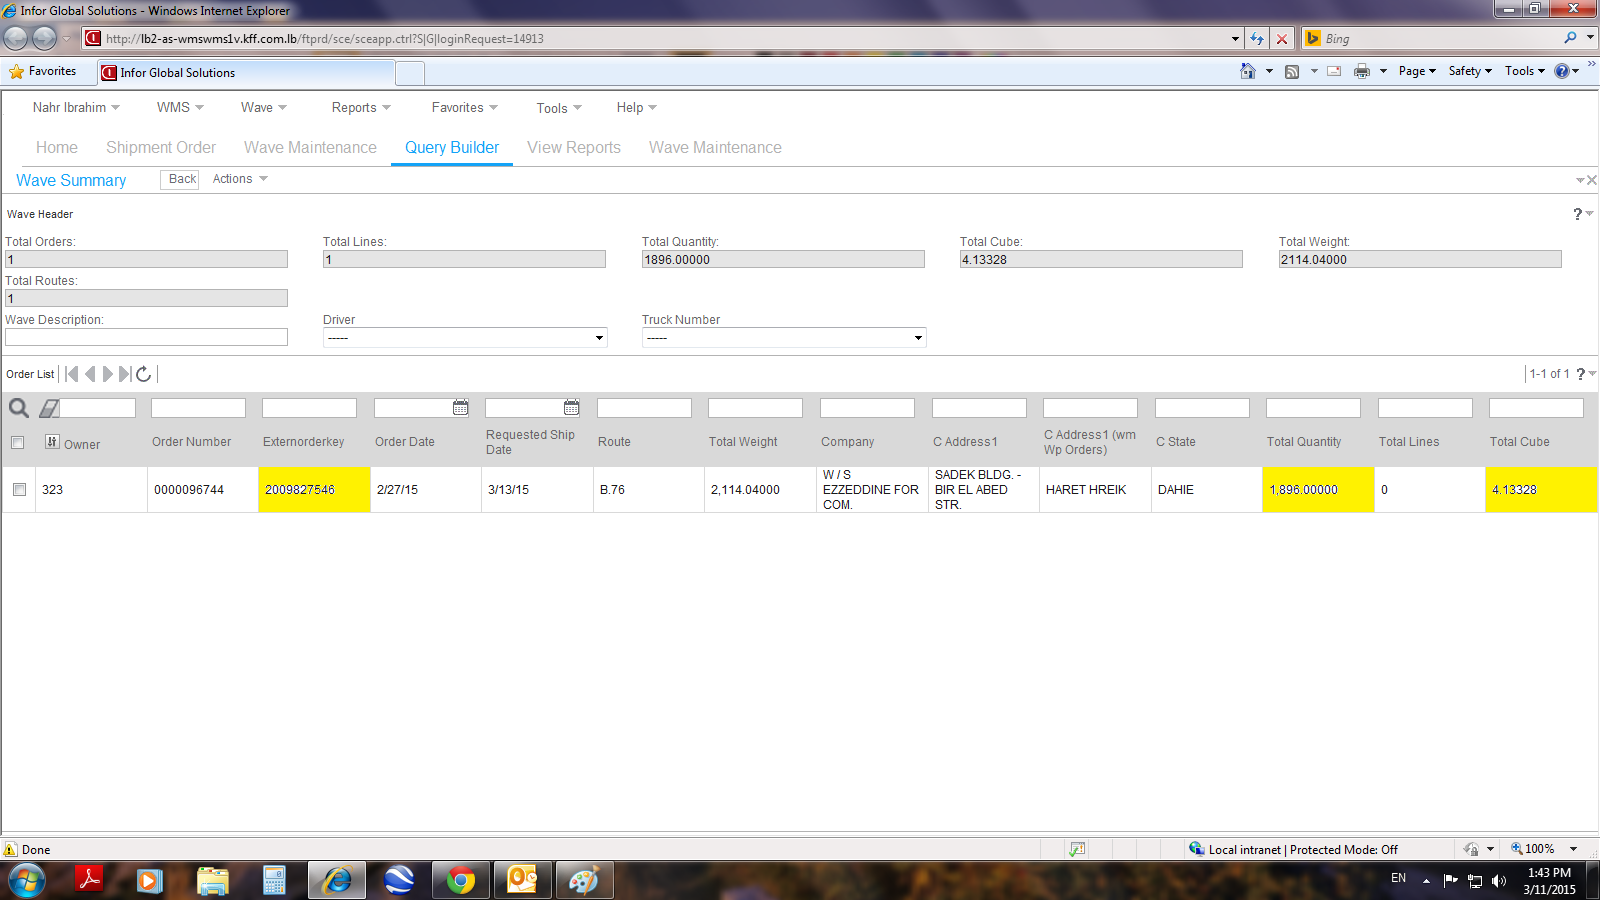 Infor Global Solutions - Windows Internet Explorer
http://lb2-as-wmswms1v.kff.com.lb/ftprd/sce/sceapp.ctrl?S|G|loginRequest=14913
Bing
Favorites
Infor Global Solutions
Page
Safety
Tools
Nahr Ibrahim
WMS
Wave
Reports
Favorites
Tools
Help
Home
Shipment Order
Wave Maintenance
Query Builder
View Reports
Wave Maintenance
Wave Summary
Back
Actions
Wave Header
Total Orders:
1
Total Lines:
1
Total Quantity:
1896.00000
Total Cube:
4.13328
Total Weight:
2114.04000
Total Routes:
1
Wave Description:
Driver
-----
Truck Number
-----
Order List
1-1 of 1
Owner
Order Number
Externorderkey
Order Date
Requested Ship
Date
Route
Total Weight
Company
C Address1
C Address1 (wm
Wp Orders)
C State
Total Quantity
Total Lines
Total Cube
323
0000096744
2009827546
2/27/15
3/13/15
B.76
2,114.04000
W / S
EZZEDDINE FOR
COM.
SADEK BLDG. -
BIR EL ABED
STR.
HARET HREIK
DAHIE
1,896.00000
0
4.13328
Done
Local intranet | Protected Mode: Off
100%
EN
1:43 PM
3/11/2015